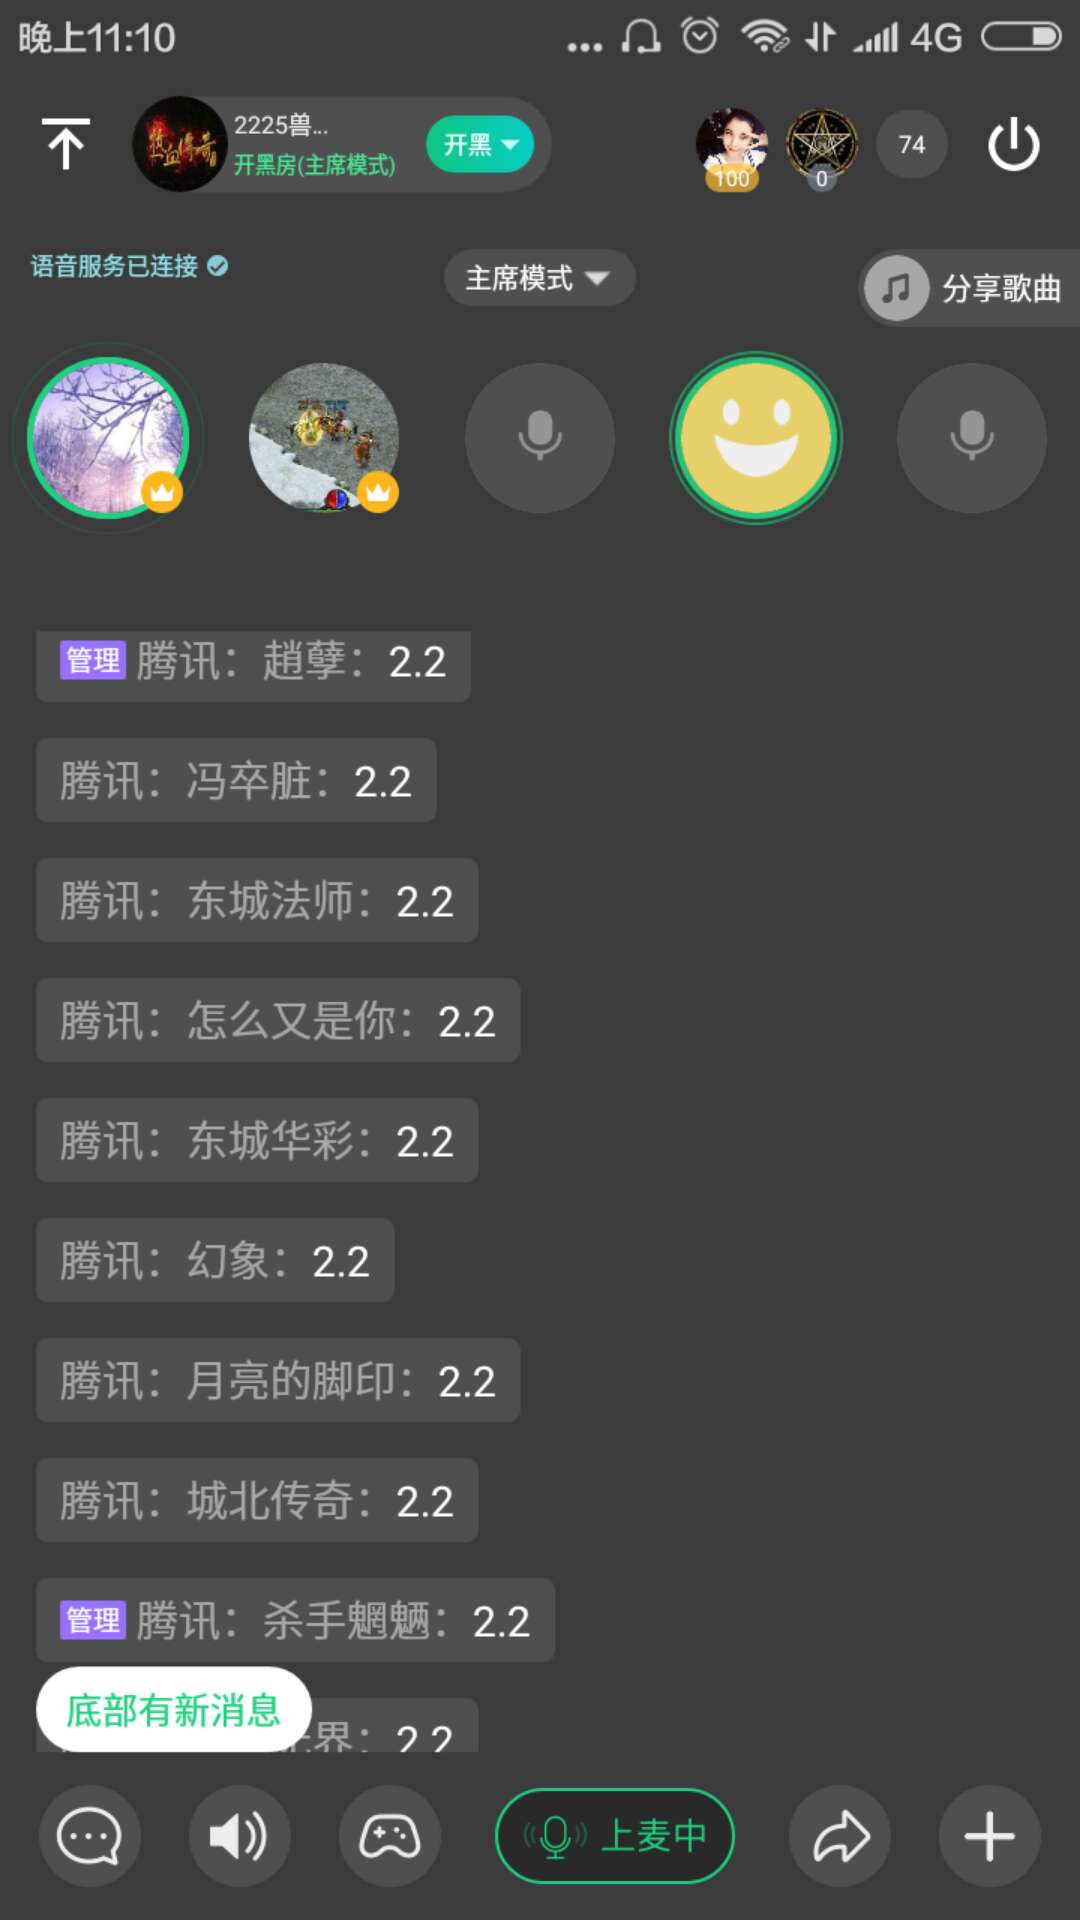 晚上11:10
4G
热血传奇
2225兽...
开黑房(主席模式)
开黑
100
0
74
语音服务已连接
主席模式
分享歌曲
管理 腾讯：趙孽：2.2
腾讯：冯卒脏：2.2
腾讯：东城法师：2.2
腾讯：怎么又是你：2.2
腾讯：东城华彩：2.2
腾讯：幻象：2.2
腾讯：月亮的脚印：2.2
腾讯：城北传奇：2.2
管理 腾讯：杀手魍魉：2.2
界：2.2
底部有新消息
上麦中